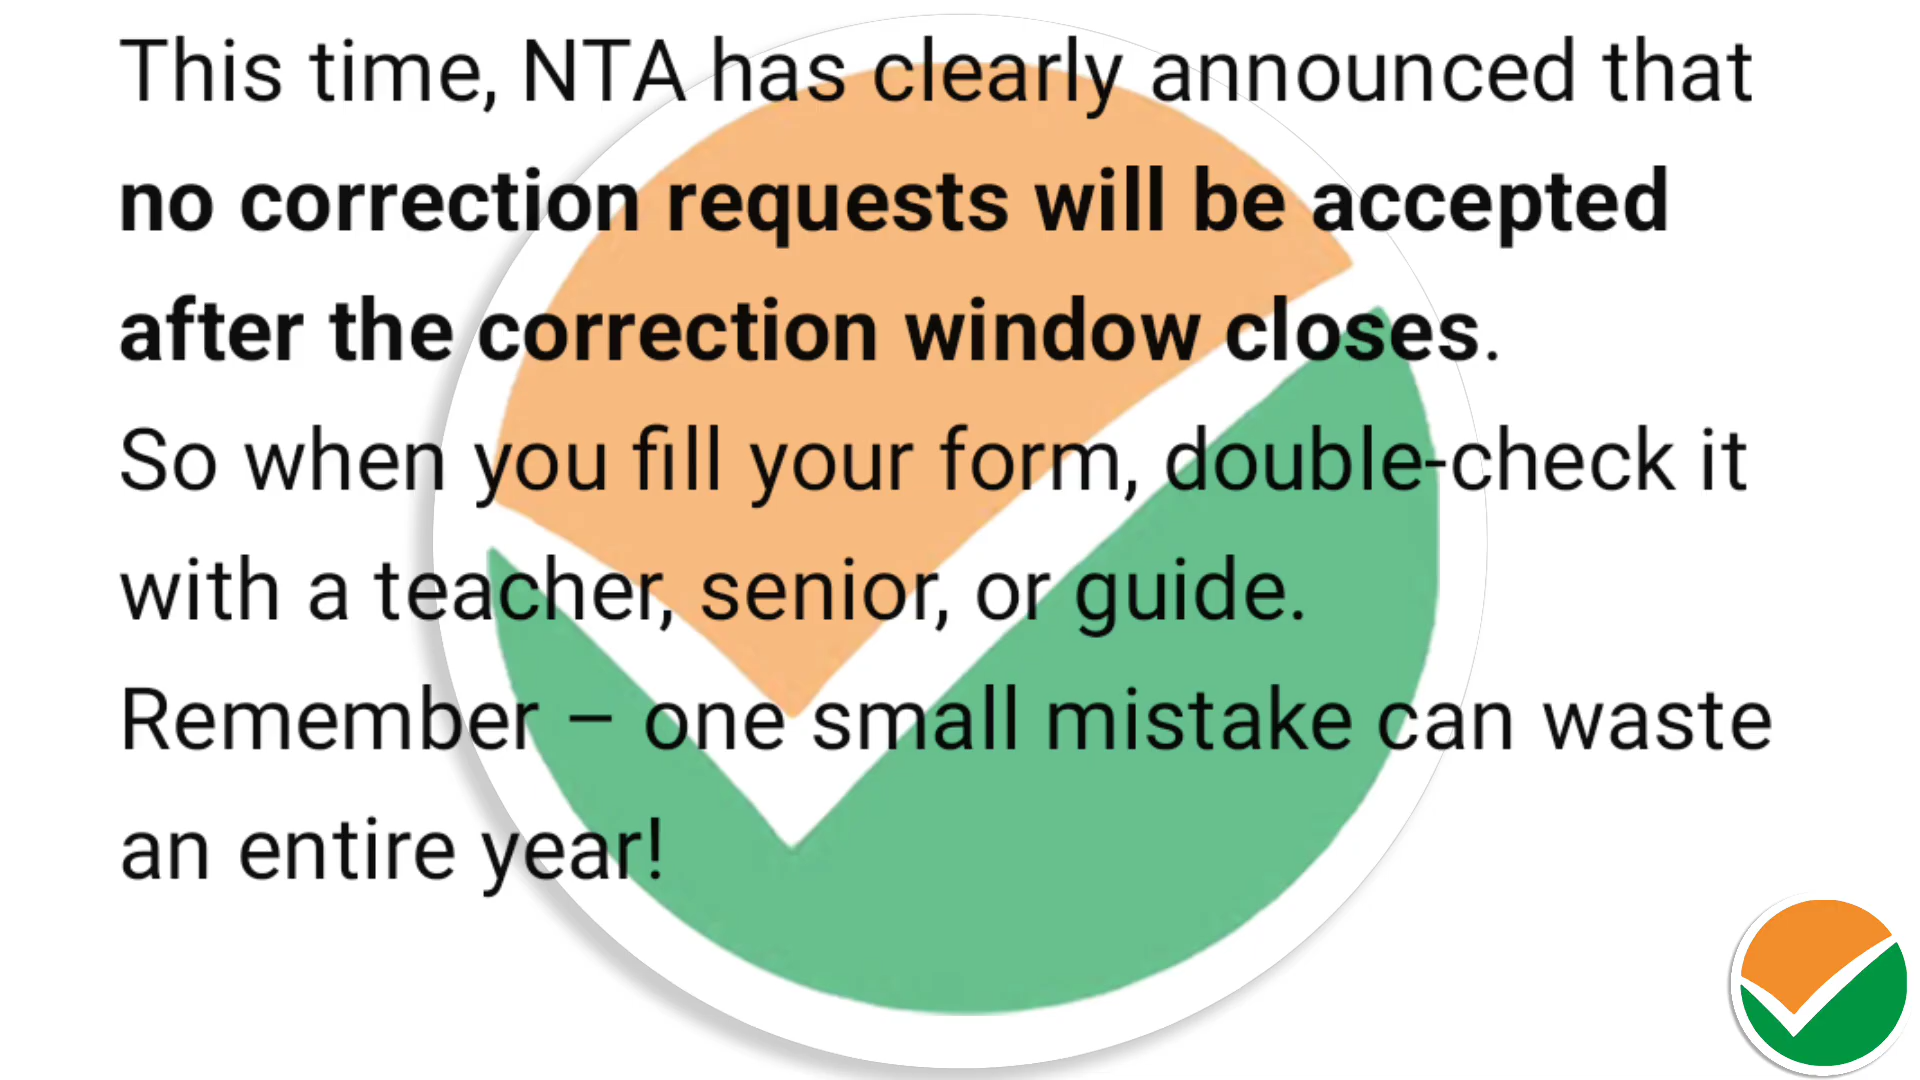 This time, NTA has clearly announced that
no correction requests will be accepted
after the correction window closes.
So when you fill your form, double-check it
with a teacher, senior, or guide.
Remember – one small mistake can waste
an entire year!